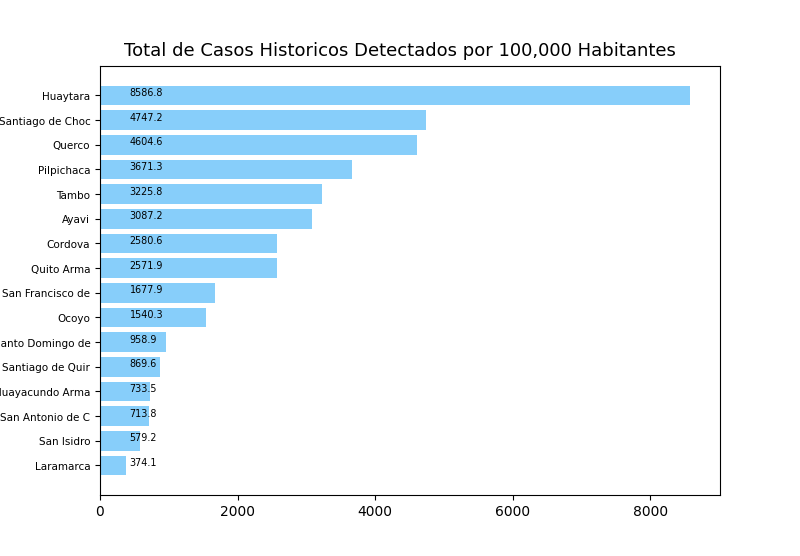 Total de Casos Historicos Detectados por 100,000 Habitantes
Huaytara 8586.8
Santiago de Choc 4747.2
Querco 4604.6
Pilpichaca 3671.3
Tambo 3225.8
Ayavi 3087.2
Cordova 2580.6
Quito Arma 2571.9
San Francisco de 1677.9
Ocoyo 1540.3
anto Domingo de 958.9
Santiago de Quir 869.6
uayacundo Arma 733.5
San Antonio de C 713.8
San Isidro 579.2
Laramarca 374.1
0 2000 4000 6000 8000